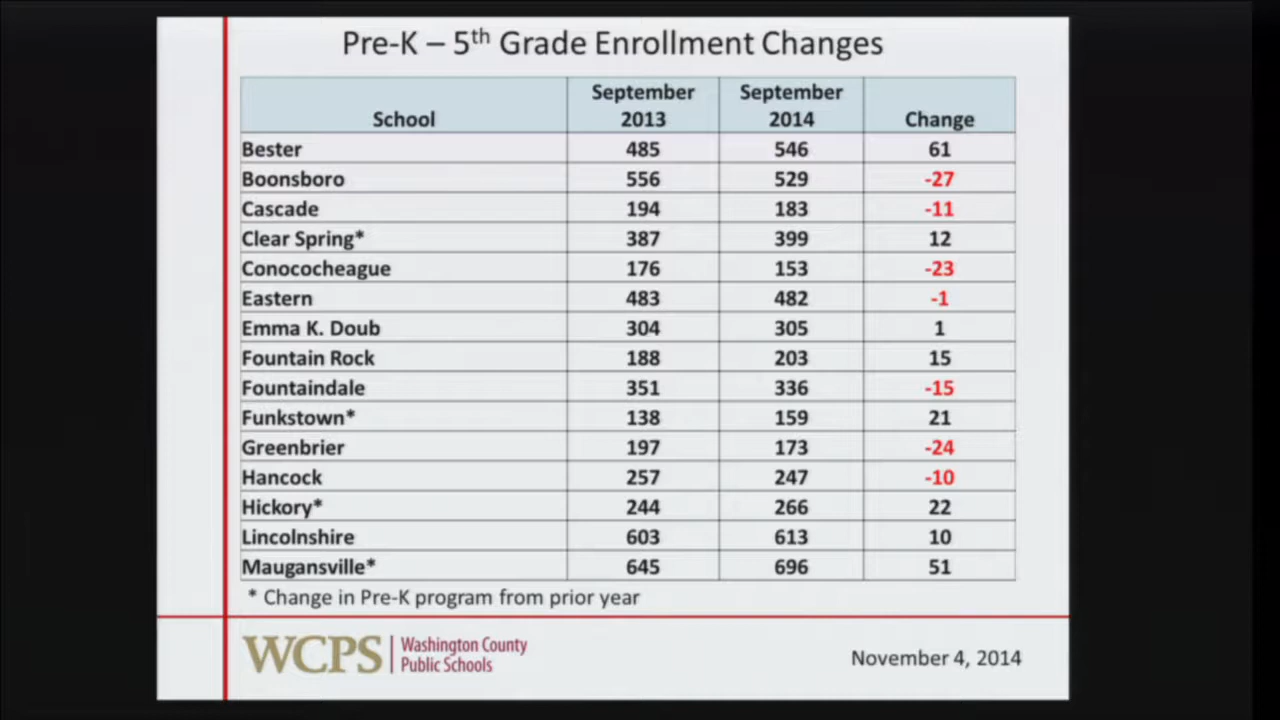 Pre-K – 5th Grade Enrollment Changes
School September 2013 September 2014 Change
Bester 485 546 61
Boonsboro 556 529 -27
Cascade 194 183 -11
Clear Spring* 387 399 12
Conococheague 176 153 -23
Eastern 483 482 -1
Emma K. Doub 304 305 1
Fountain Rock 188 203 15
Fountaindale 351 336 -15
Funkstown* 138 159 21
Greenbrier 197 173 -24
Hancock 257 247 -10
Hickory* 244 266 22
Lincolnshire 603 613 10
Maugansville* 645 696 51
* Change in Pre-K program from prior year
WCPS Washington County
Public Schools
November 4, 2014